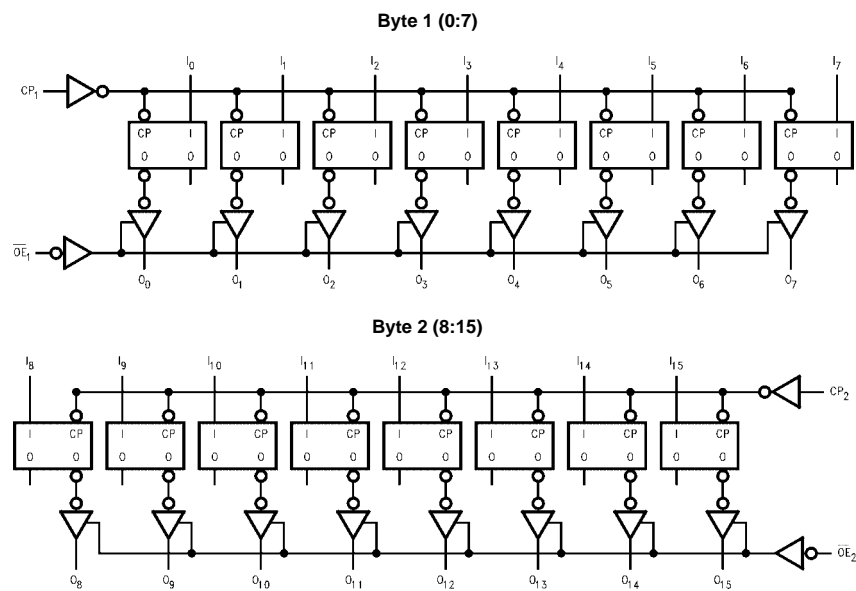 Byte 1 (0:7)
I0 I1 I2 I3 I4 I5 I6 I7
CP1
CP I CP I CP I CP I CP I CP I CP I CP I
O O O O O O O O O O O O O O O O
OE1
O0 O1 O2 O3 O4 O5 O6 O7
Byte 2 (8:15)
I8 I9 I10 I11 I12 I13 I14 I15
CP2
I CP I CP I CP I CP I CP I CP I CP I CP
O O O O O O O O O O O O O O O O
OE2
O8 O9 O10 O11 O12 O13 O14 O15